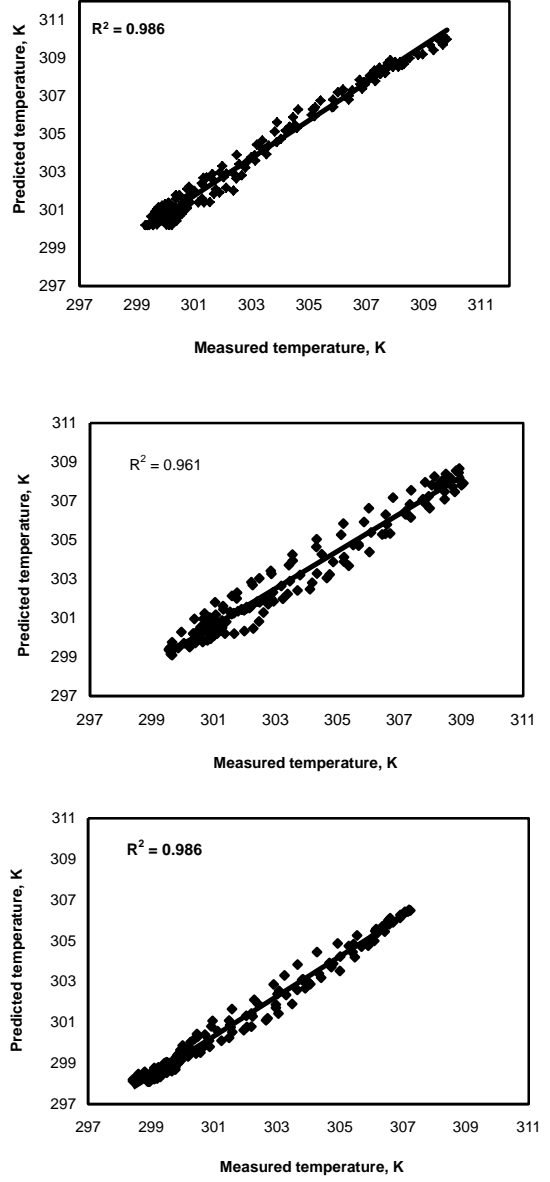 311
R² = 0.986
309
307
305
303
301
299
297
Predicted temperature, K
297 299 301 303 305 307 309 311
Measured temperature, K
311
R² = 0.961
309
307
305
303
301
299
297
Predicted temperature, K
297 299 301 303 305 307 309 311
Measured temperature, K
311
R² = 0.986
309
307
305
303
301
299
297
Predicted temperature, K
297 299 301 303 305 307 309 311
Measured temperature, K